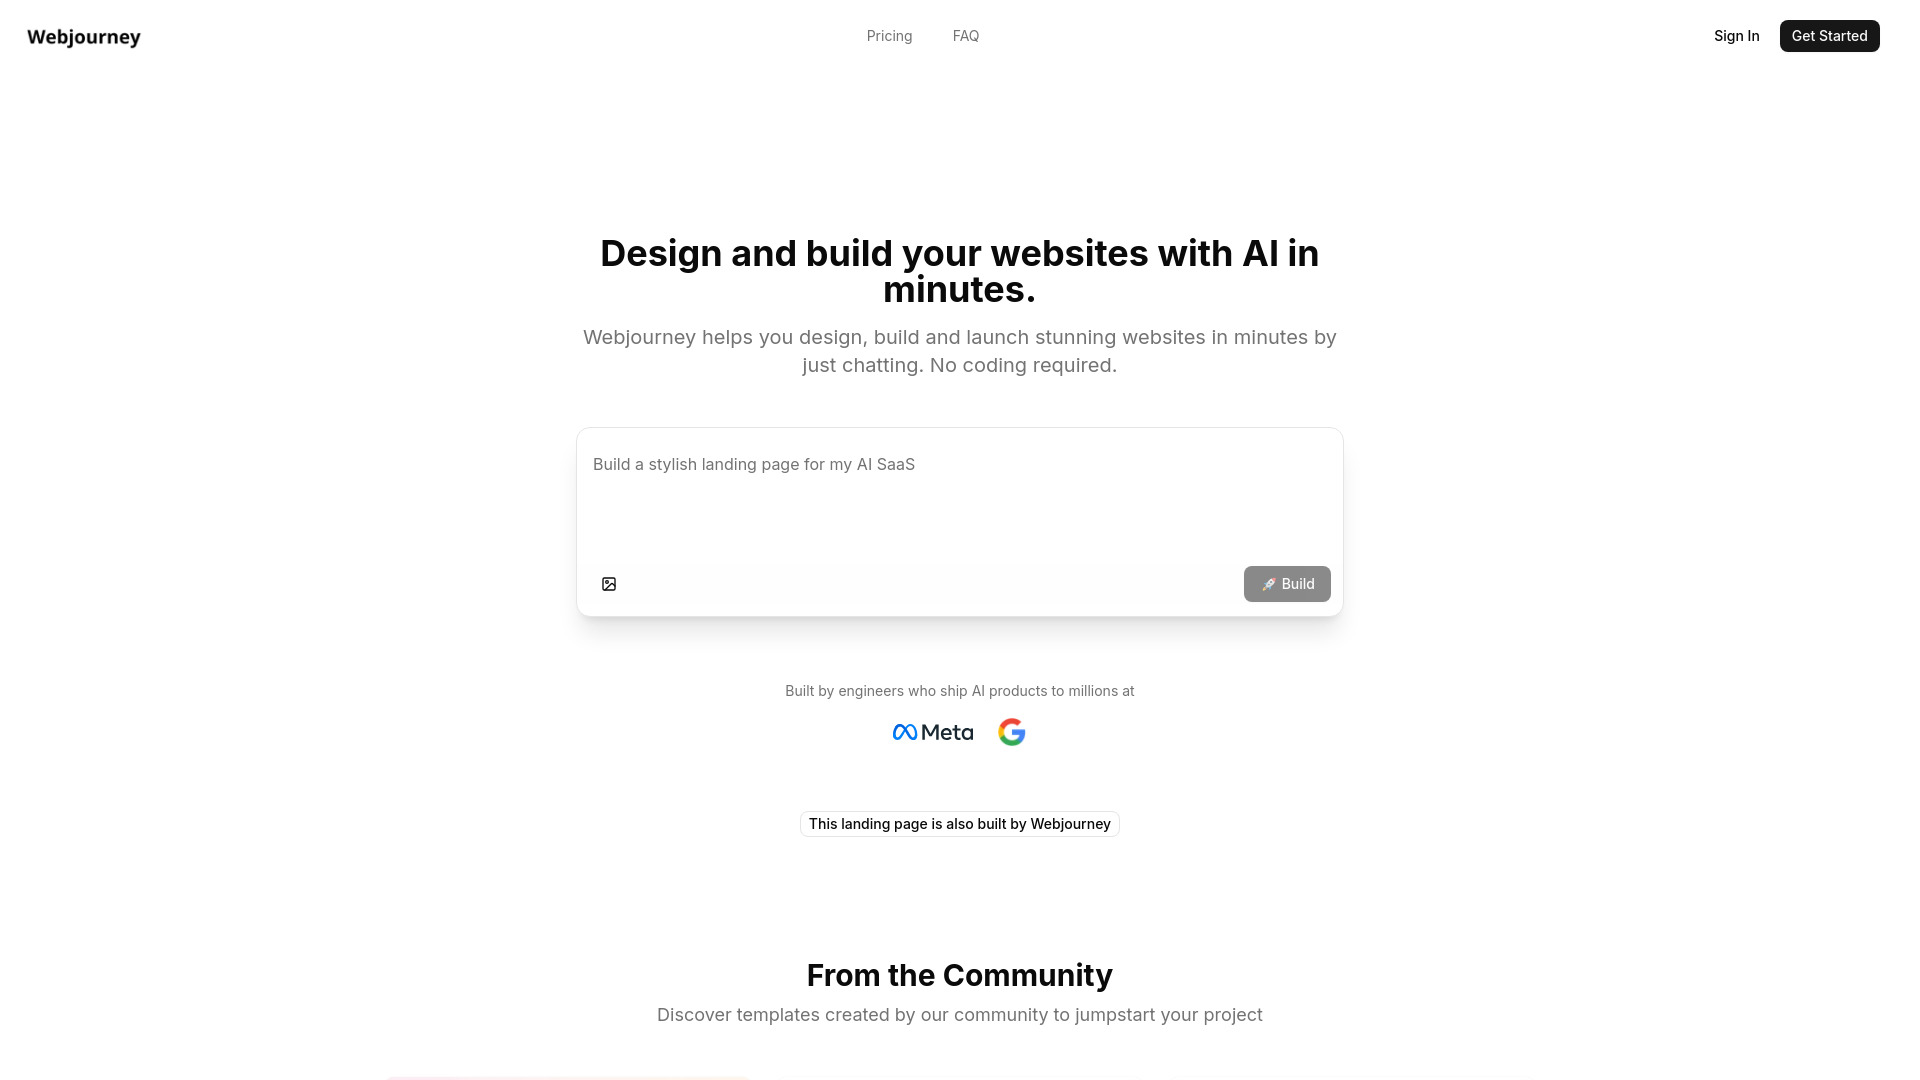 Webjourney
Pricing
FAQ
Sign In
Get Started
Design and build your websites with AI in
minutes.
Webjourney helps you design, build and launch stunning websites in minutes by
just chatting. No coding required.
Build a stylish landing page for my AI SaaS
🚀 Build
Built by engineers who ship AI products to millions at
Meta
This landing page is also built by Webjourney
From the Community
Discover templates created by our community to jumpstart your project